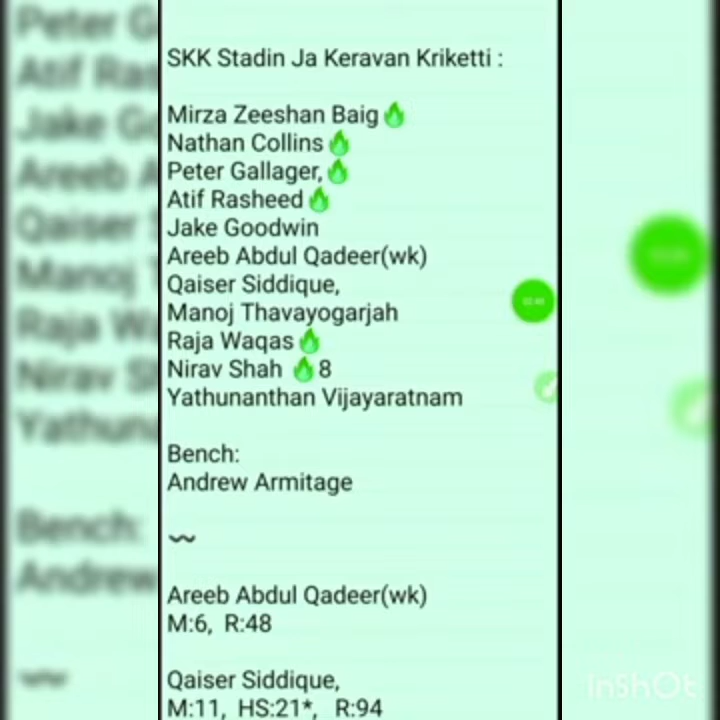 SKK Stadin Ja Keravan Kriketti :
Mirza Zeeshan Baig🔥
Nathan Collins🔥
Peter Gallager,🔥
Atif Rasheed🔥
Jake Goodwin
Areeb Abdul Qadeer(wk)
Qaiser Siddique,
Manoj Thavayogarjah
Raja Waqas🔥
Nirav Shah 🔥8
Yathunanthan Vijayaratnam
Bench:
Andrew Armitage
〰
Areeb Abdul Qadeer(wk)
M:6, R:48
Qaiser Siddique,
M:11, HS:21*, R:94
InShOt